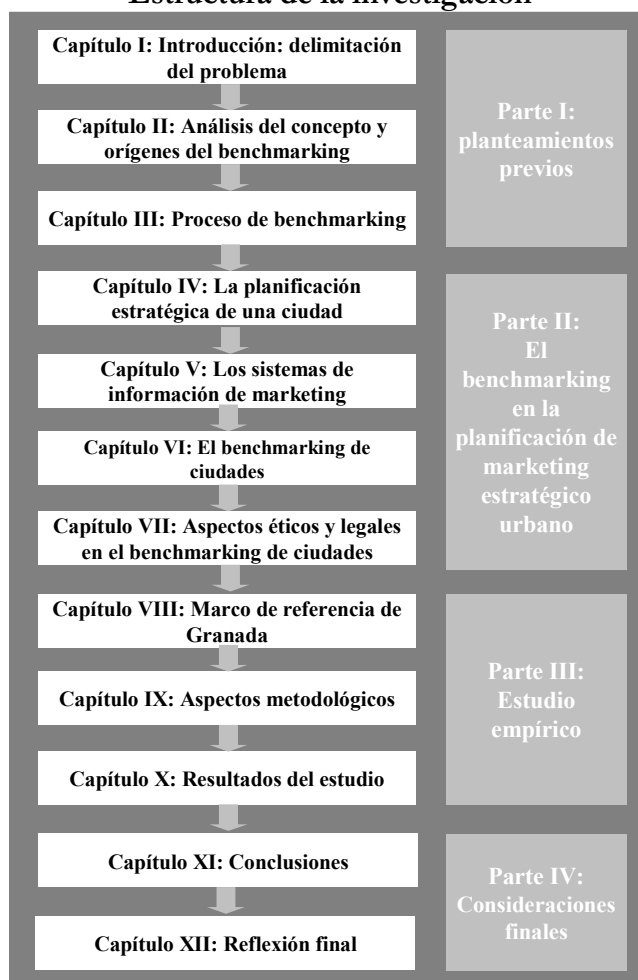 Estructura de la investigación
Capítulo I: Introducción: delimitación
del problema
Capítulo II: Análisis del concepto y
orígenes del benchmarking
Capítulo III: Proceso de benchmarking
Parte I:
planteamientos
previos
Capítulo IV: La planificación
estratégica de una ciudad
Capítulo V: Los sistemas de
información de marketing
Capítulo VI: El benchmarking de
ciudades
Capítulo VII: Aspectos éticos y legales
en el benchmarking de ciudades
Parte II:
El
benchmarking
en la
planificación de
marketing
estratégico
urbano
Capítulo VIII: Marco de referencia de
Granada
Capítulo IX: Aspectos metodológicos
Capítulo X: Resultados del estudio
Parte III:
Estudio
empírico
Capítulo XI: Conclusiones
Capítulo XII: Reflexión final
Parte IV:
Consideraciones
finales